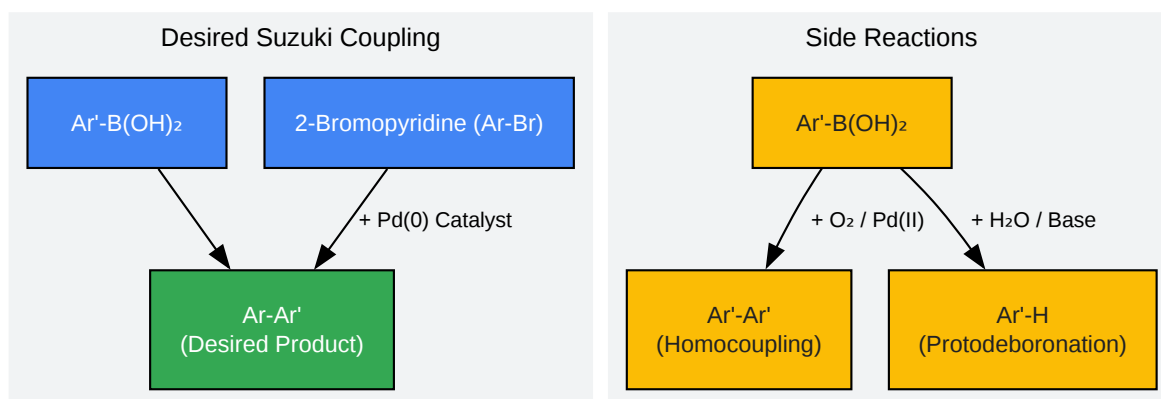 Desired Suzuki Coupling
Ar'-B(OH)₂
2-Bromopyridine (Ar-Br)
+ Pd(0) Catalyst
Ar-Ar'
(Desired Product)
Side Reactions
Ar'-B(OH)₂
+ O₂ / Pd(II)
+ H₂O / Base
Ar'-Ar'
(Homocoupling)
Ar'-H
(Protodeboronation)